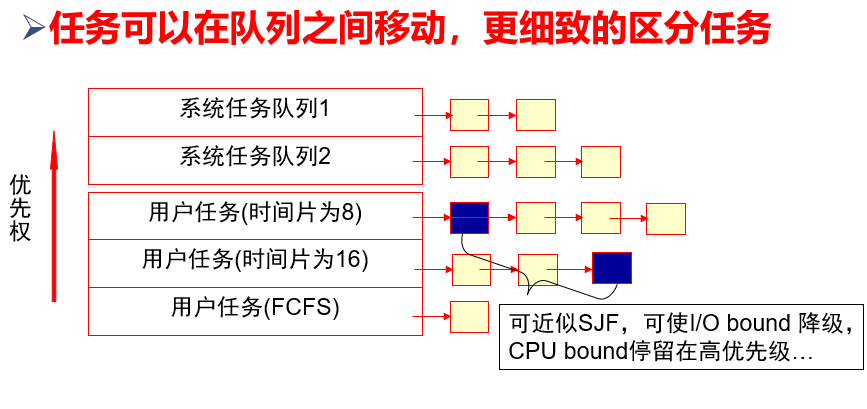 ➢任务可以在队列之间移动，更细致的区分任务
系统任务队列1
系统任务队列2
优先权
用户任务(时间片为8)
用户任务(时间片为16)
用户任务(FCFS)
可近似SJF，可使I/O bound 降级，
CPU bound停留在高优先级…